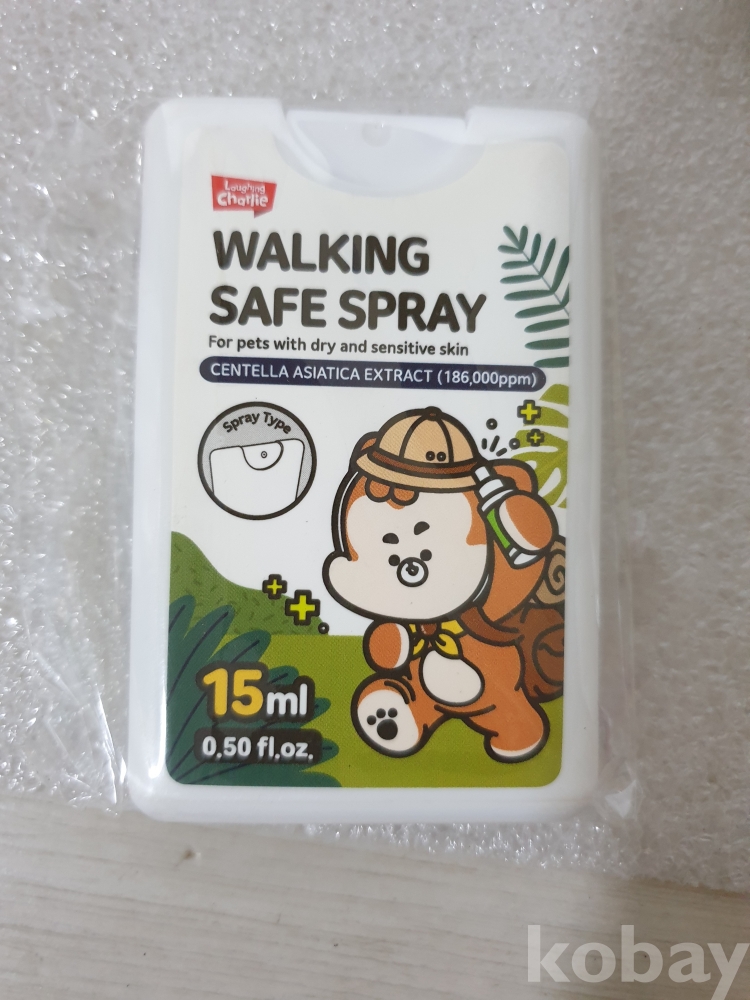 Laughing
Charlie
WALKING
SAFE SPRAY
For pets with dry and sensitive skin
CENTELLA ASIATICA EXTRACT (186,000ppm)
Spray Type
15ml
0.50 fl.oz.
kobay